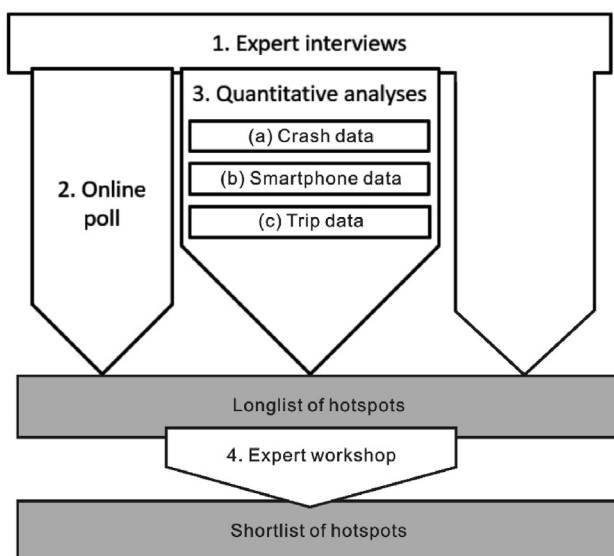 1. Expert interviews
3. Quantitative analyses
(a) Crash data
(b) Smartphone data
(c) Trip data
2. Online
poll
Longlist of hotspots
4. Expert workshop
Shortlist of hotspots